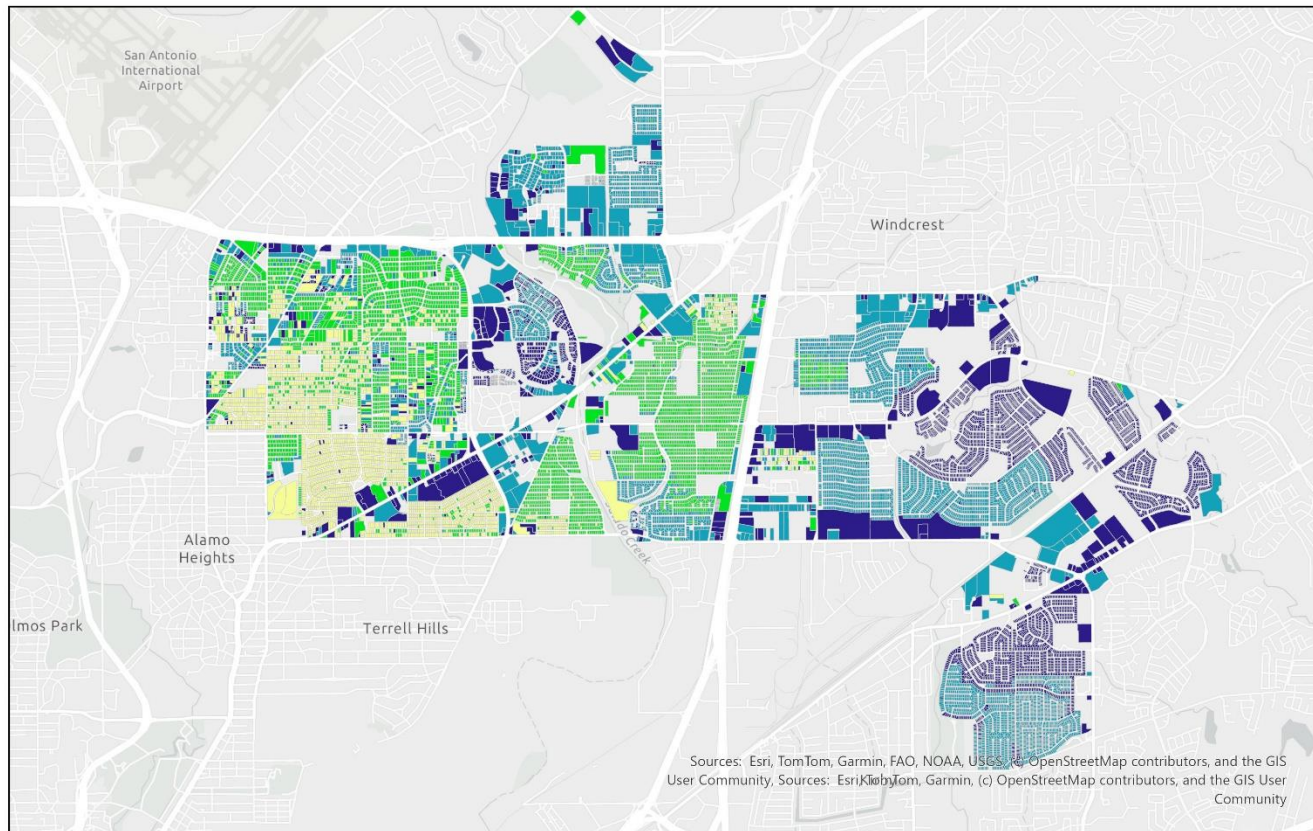 San Antonio
International
Airport
Windcrest
Alamo
Heights
Creek
lmos Park
Terrell Hills
Sources: Esri, TomTom, Garmin, FAO, NOAA, USGS, (c) OpenStreetMap contributors, and the GIS
User Community, Sources: Esri, TomTom, Garmin, (c) OpenStreetMap contributors, and the GIS User
Community